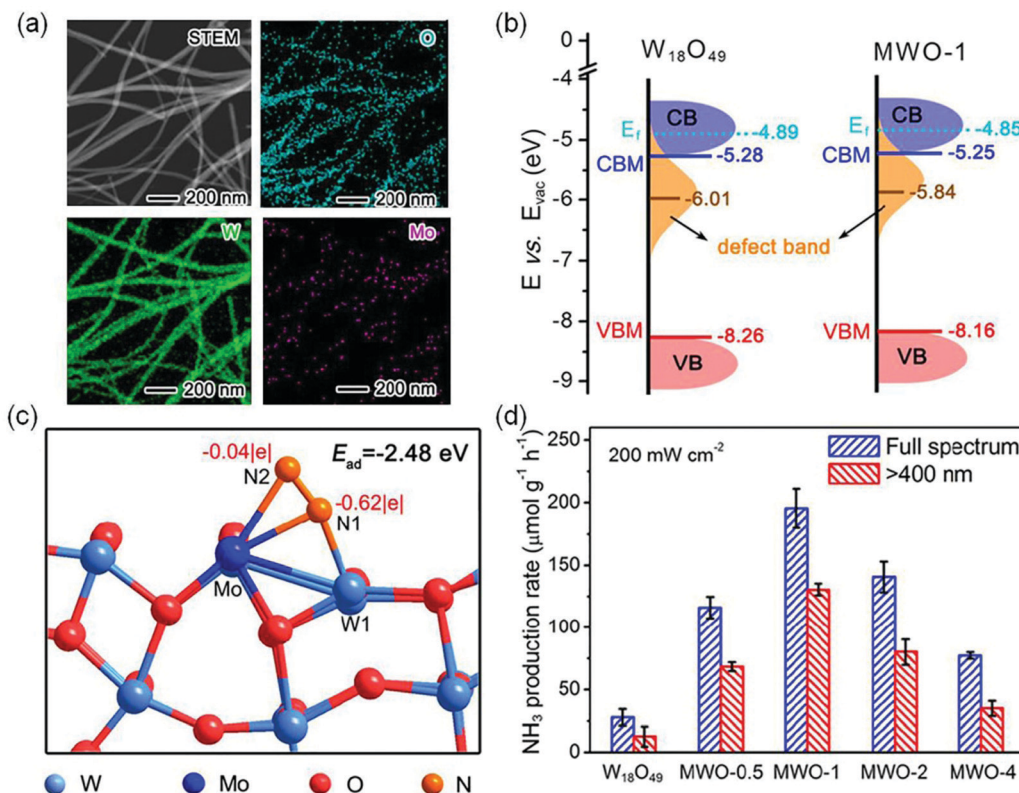 (a)
STEM
200 nm
O
200 nm
W
200 nm
Mo
200 nm
(b)
W₁₈O₄₉
MWO-1
E vs. Evac (eV)
0
-4
-5
-6
-7
-8
-9
CB
Ef
-4.89
CBM
-5.28
-6.01
defect band
VBM
-8.26
VB
CB
Ef
-4.85
CBM
-5.25
-5.84
VBM
-8.16
VB
(c)
-0.04|e|
Ead=-2.48 eV
N2
-0.62|e|
N1
Mo
W1
W
Mo
O
N
(d)
200 mW cm⁻²
Full spectrum
>400 nm
NH₃ production rate (μmol g⁻¹ h⁻¹)
250
200
150
100
50
0
W₁₈O₄₉
MWO-0.5
MWO-1
MWO-2
MWO-4